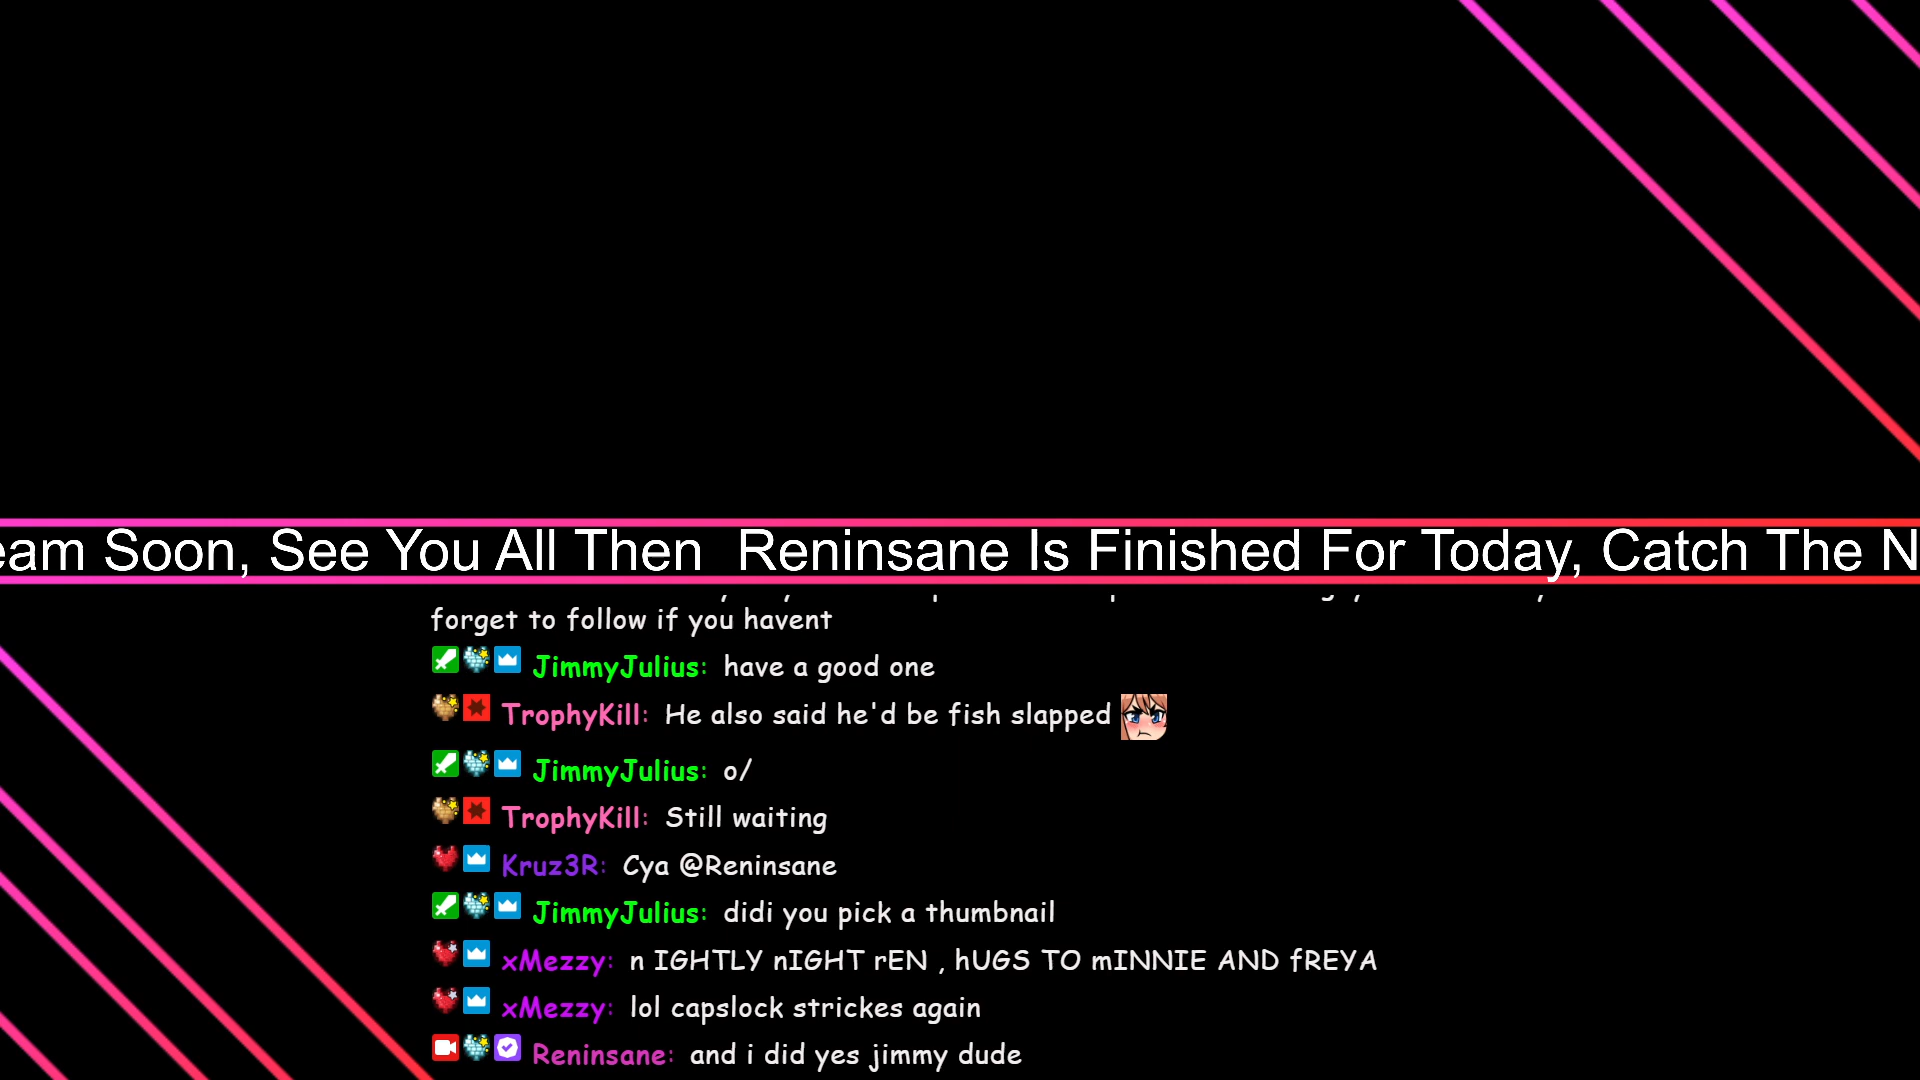 eam Soon, See You All Then Reninsane Is Finished For Today, Catch The N
forget to follow if you havent
JimmyJulius: have a good one
TrophyKill: He also said he'd be fish slapped
JimmyJulius: o/
TrophyKill: Still waiting
Kruz3R: Cya @Reninsane
JimmyJulius: didi you pick a thumbnail
xMezzy: n IGHTLY nIGHT rEN , hUGS TO mINNIE AND fREYA
xMezzy: lol capslock strickes again
Reninsane: and i did yes jimmy dude